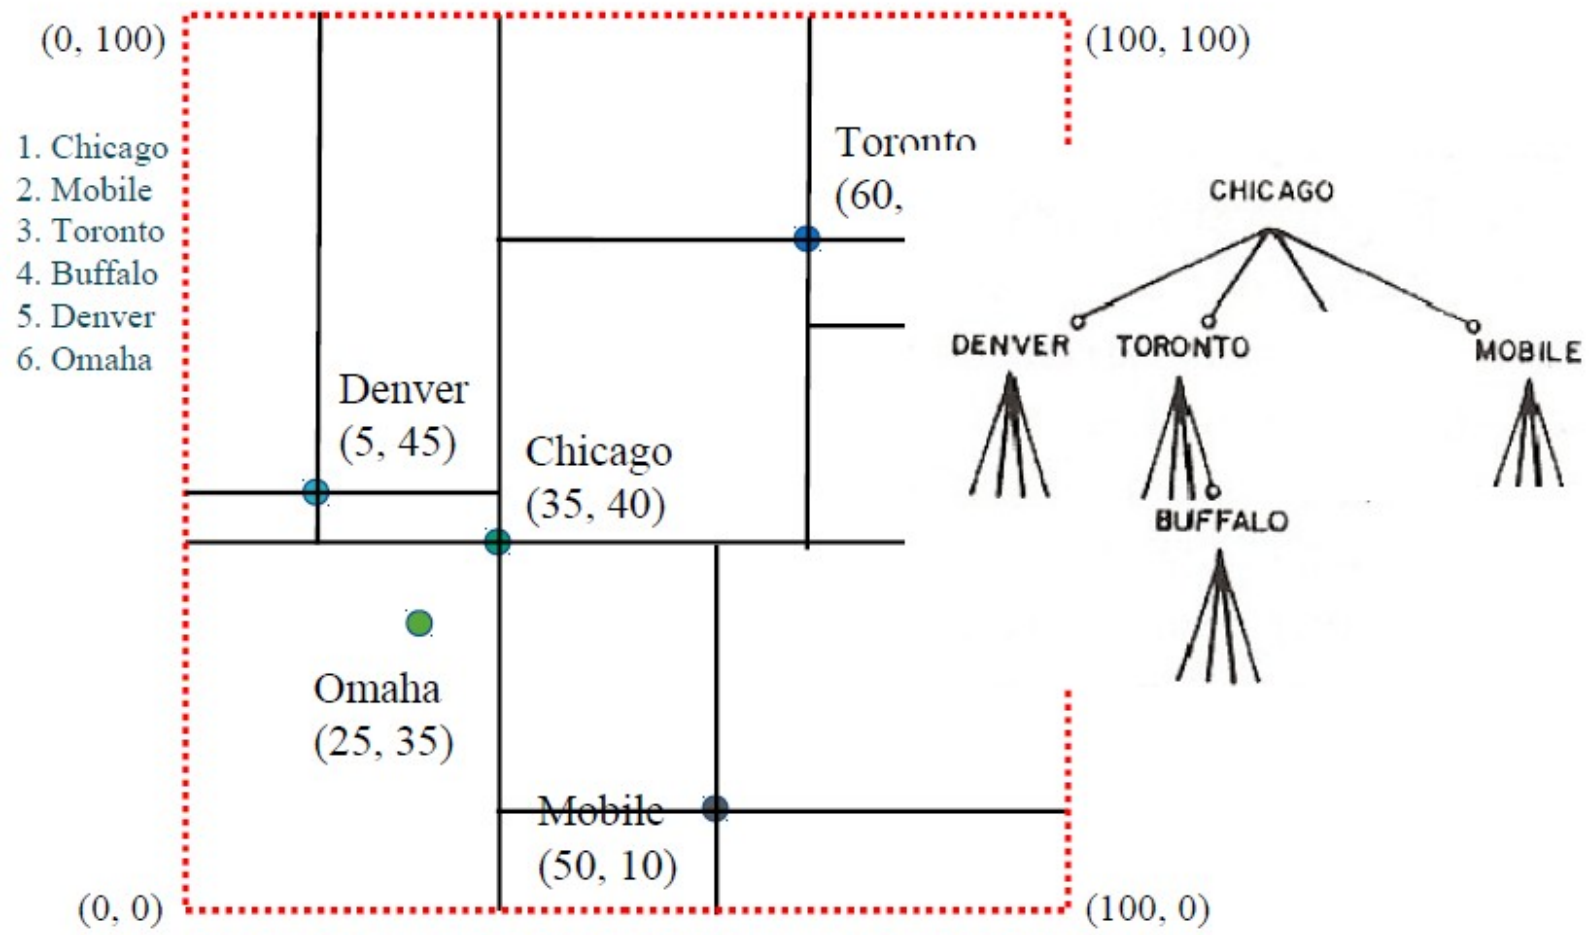 (0, 100)
(100, 100)
1. Chicago
2. Mobile
3. Toronto
4. Buffalo
5. Denver
6. Omaha
Toronto
(60,
CHICAGO
DENVER
TORONTO
MOBILE
BUFFALO
Denver
(5, 45)
Chicago
(35, 40)
Omaha
(25, 35)
Mobile
(50, 10)
(0, 0)
(100, 0)